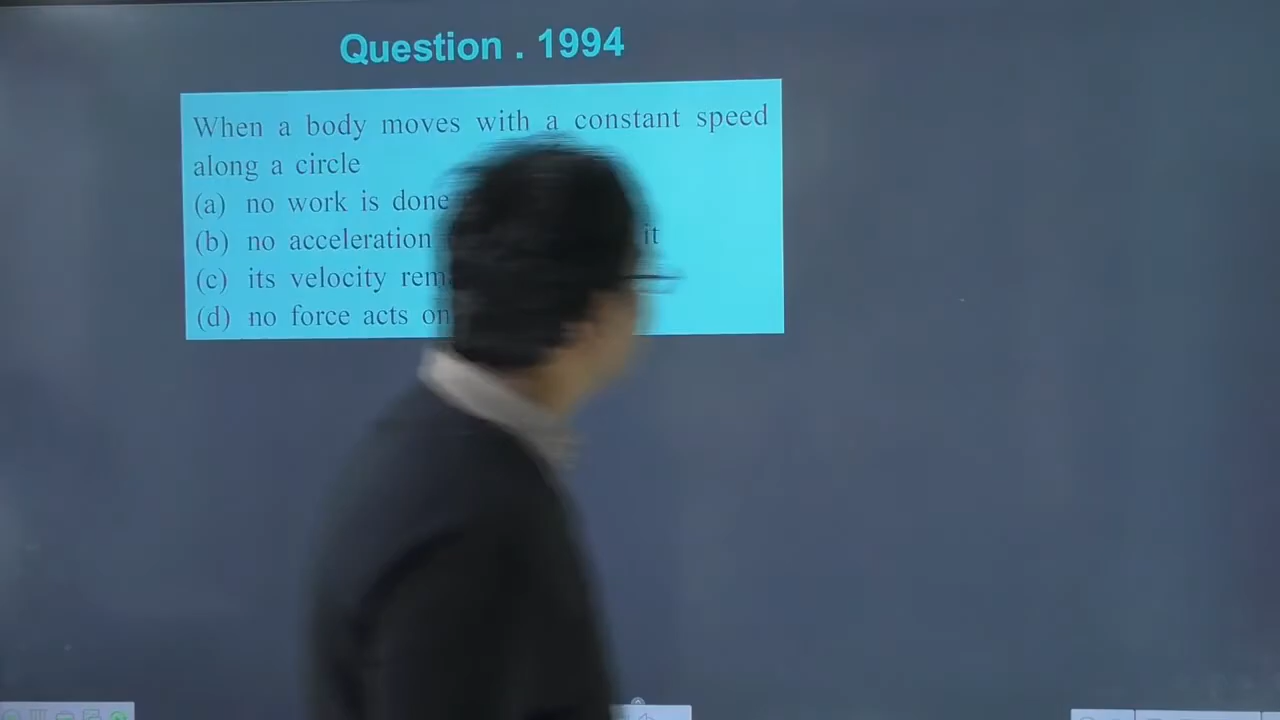 Question . 1994
When a body moves with a constant speed
along a circle
(a) no work is done
(b) no acceleration it
(c) its velocity
(d) no force acts on